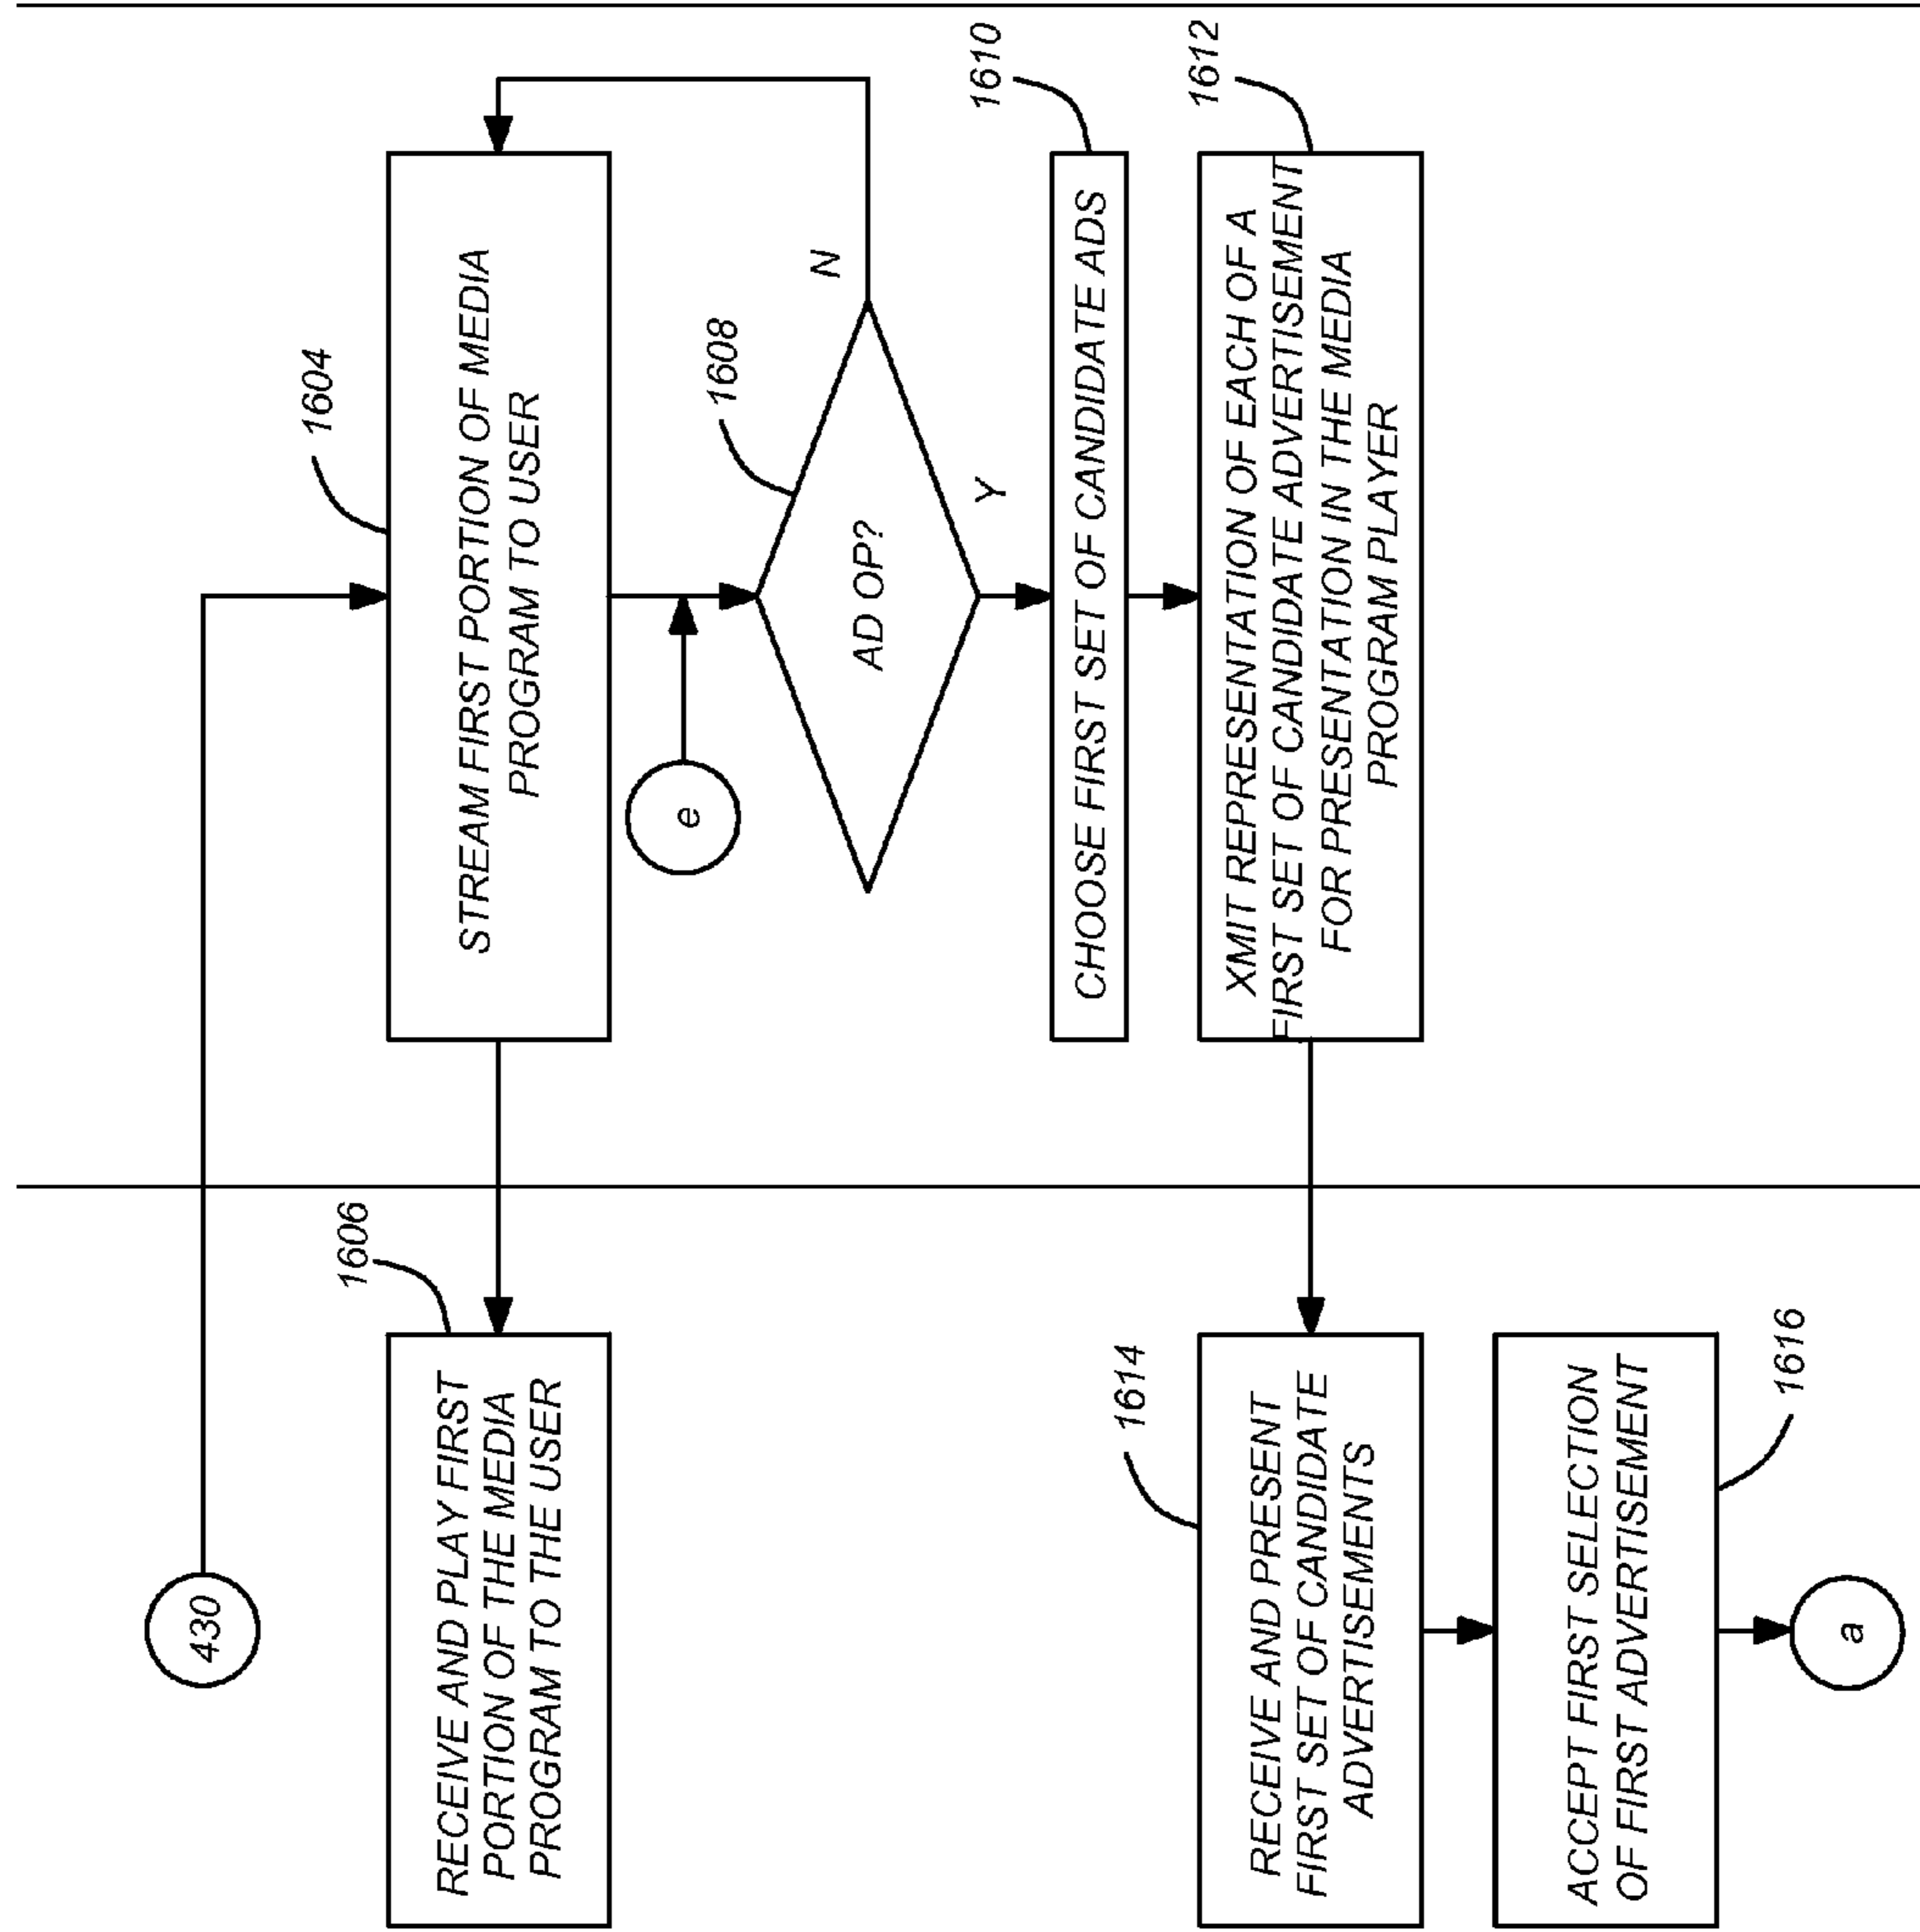 430
1604
STREAM FIRST PORTION OF MEDIA
PROGRAM TO USER
1606
RECEIVE AND PLAY FIRST
PORTION OF THE MEDIA
PROGRAM TO THE USER
e
1608
AD OP?
N
Y
1610
CHOOSE FIRST SET OF CANDIDATE ADS
1612
XMIT REPRESENTATION OF EACH OF A
FIRST SET OF CANDIDATE ADVERTISEMENT
FOR PRESENTATION IN THE MEDIA
PROGRAM PLAYER
1614
RECEIVE AND PRESENT
FIRST SET OF CANDIDATE
ADVERTISEMENTS
1616
ACCEPT FIRST SELECTION
OF FIRST ADVERTISEMENT
a